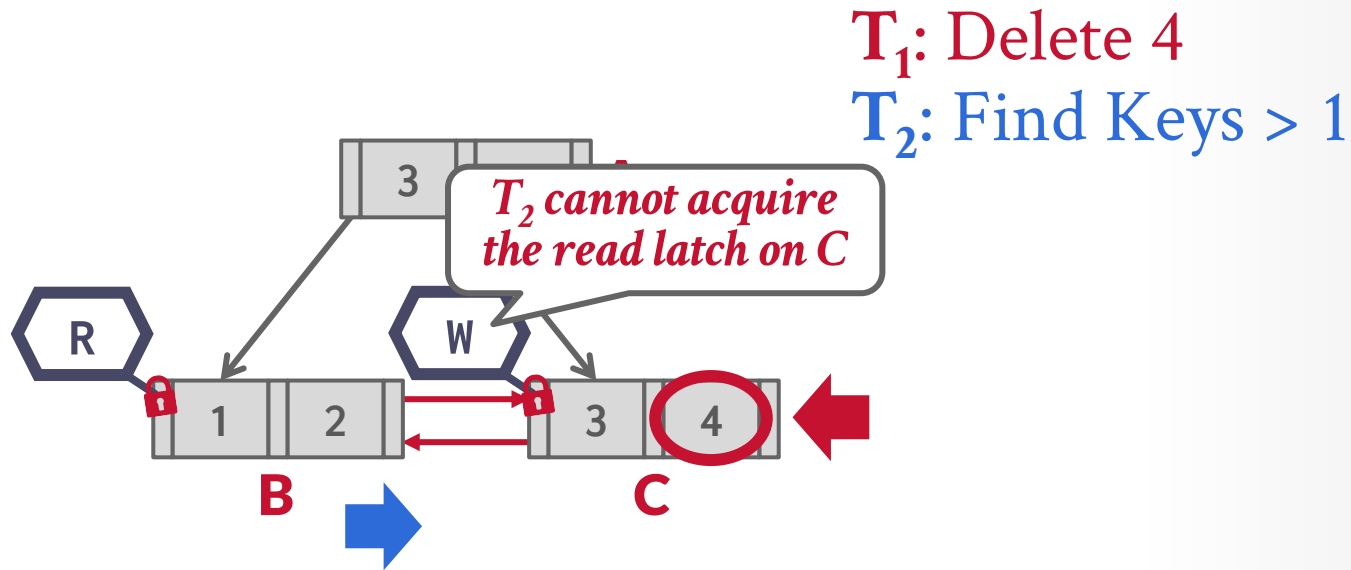 T₁: Delete 4
T₂: Find Keys > 1
3
T₂ cannot acquire
the read latch on C
R
W
1 2
3 4
B
C